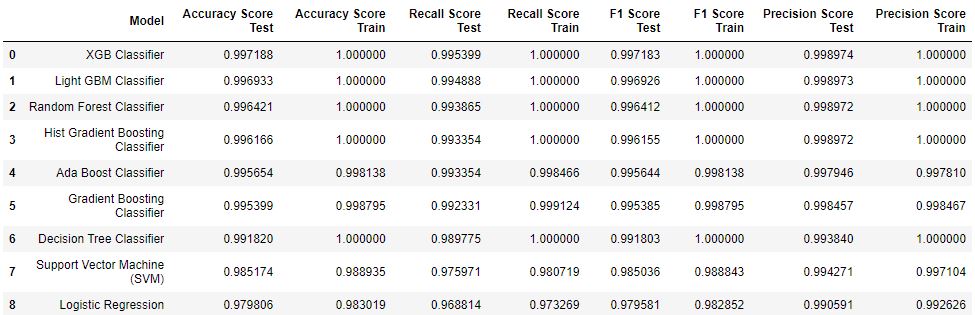 Model Accuracy Score Test Accuracy Score Train Recall Score Test Recall Score Train F1 Score Test F1 Score Train Precision Score Test Precision Score Train
0 XGB Classifier 0.997188 1.000000 0.995399 1.000000 0.997183 1.000000 0.998974 1.000000
1 Light GBM Classifier 0.996933 1.000000 0.994888 1.000000 0.996926 1.000000 0.998973 1.000000
2 Random Forest Classifier 0.996421 1.000000 0.993865 1.000000 0.996412 1.000000 0.998972 1.000000
3 Hist Gradient Boosting Classifier 0.996166 1.000000 0.993354 1.000000 0.996155 1.000000 0.998972 1.000000
4 Ada Boost Classifier 0.995654 0.998138 0.993354 0.998466 0.995644 0.998138 0.997946 0.997810
5 Gradient Boosting Classifier 0.995399 0.998795 0.992331 0.999124 0.995385 0.998795 0.998457 0.998467
6 Decision Tree Classifier 0.991820 1.000000 0.989775 1.000000 0.991803 1.000000 0.993840 1.000000
7 Support Vector Machine (SVM) 0.985174 0.988935 0.975971 0.980719 0.985036 0.988843 0.994271 0.997104
8 Logistic Regression 0.979806 0.983019 0.968814 0.973269 0.979581 0.982852 0.990591 0.992626